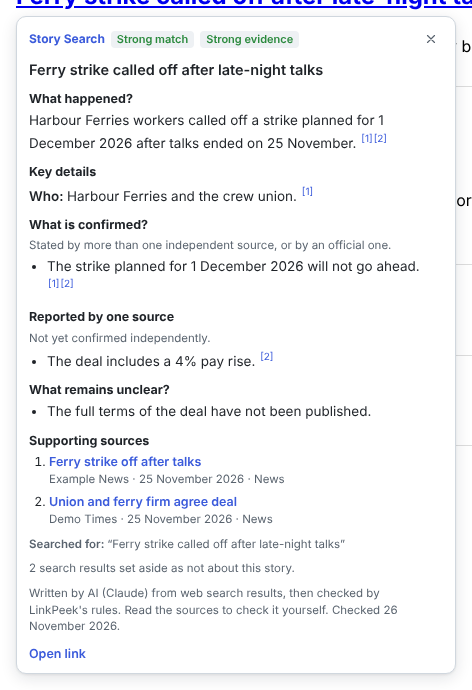 Ferry strike called off after late-night ta
Story Search Strong match Strong evidence ×
Ferry strike called off after late-night talks
What happened?
Harbour Ferries workers called off a strike planned for 1
December 2026 after talks ended on 25 November. [1][2]
Key details
Who: Harbour Ferries and the crew union. [1]
What is confirmed?
Stated by more than one independent source, or by an official one.
• The strike planned for 1 December 2026 will not go ahead.
[1][2]
Reported by one source
Not yet confirmed independently.
• The deal includes a 4% pay rise. [2]
What remains unclear?
• The full terms of the deal have not been published.
Supporting sources
1. Ferry strike off after talks
Example News · 25 November 2026 · News
2. Union and ferry firm agree deal
Demo Times · 25 November 2026 · News
Searched for: “Ferry strike called off after late-night talks”
2 search results set aside as not about this story.
Written by AI (Claude) from web search results, then checked by
LinkPeek's rules. Read the sources to check it yourself. Checked 26
November 2026.
Open link